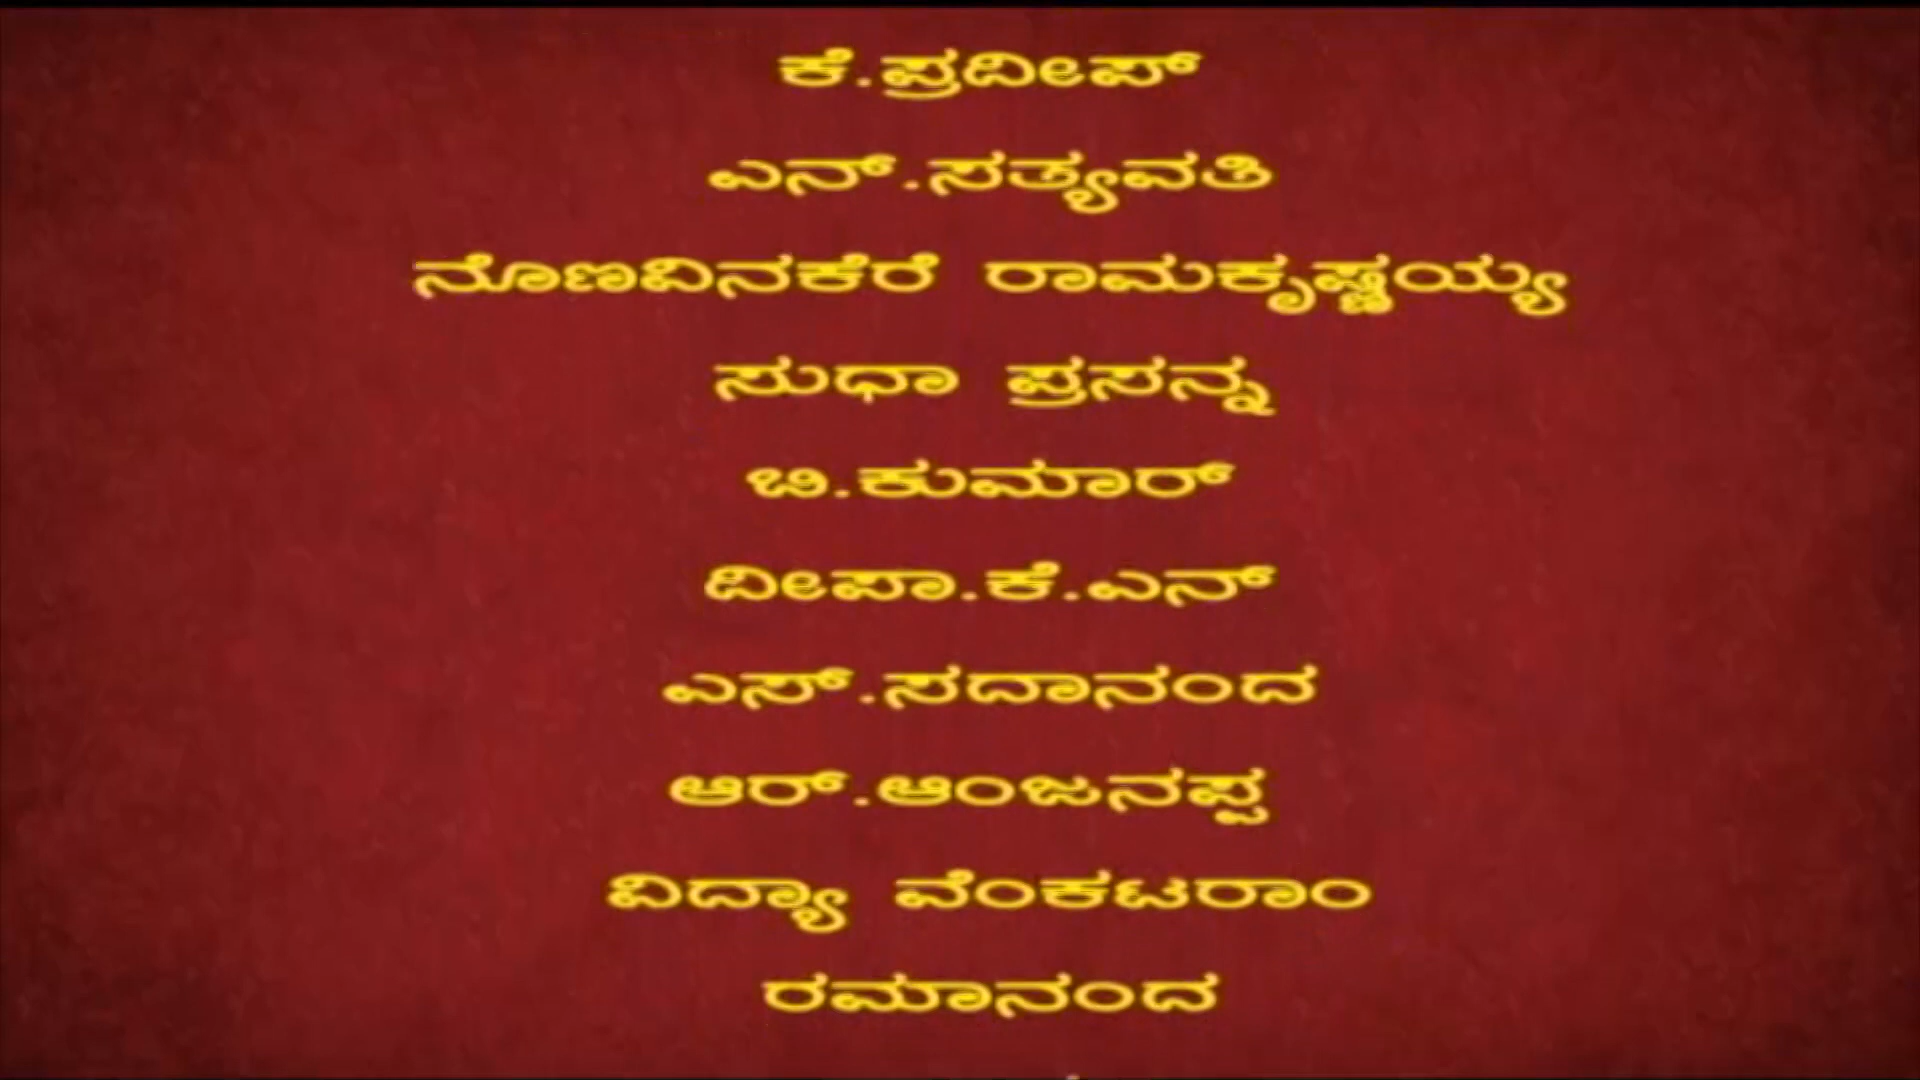 ಕೆ.ಪ್ರದೀಪ್
ಎನ್.ಸತ್ಯವತಿ
ನೊಣವಿನಕೆರೆ ರಾಮಕೃಷ್ಣಯ್ಯ
ಸುಧಾ ಪ್ರಸನ್ನ
ಬಿ.ಕುಮಾರ್
ದೀಪಾ.ಕೆ.ಎನ್
ಎಸ್.ಸದಾನಂದ
ಆರ್.ಆಂಜನಪ್ಪ
ವಿದ್ಯಾ ವೆಂಕಟರಾಂ
ರಮಾನಂದ